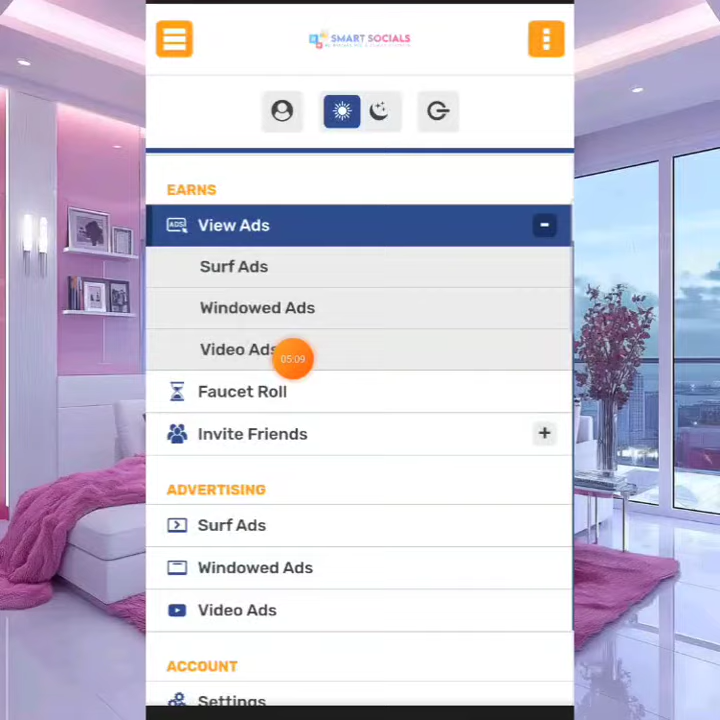 SMART SOCIALS
EARNS
ADS
View Ads
Surf Ads
Windowed Ads
Video Ads
05:09
Faucet Roll
Invite Friends
ADVERTISING
Surf Ads
Windowed Ads
Video Ads
ACCOUNT
Settings